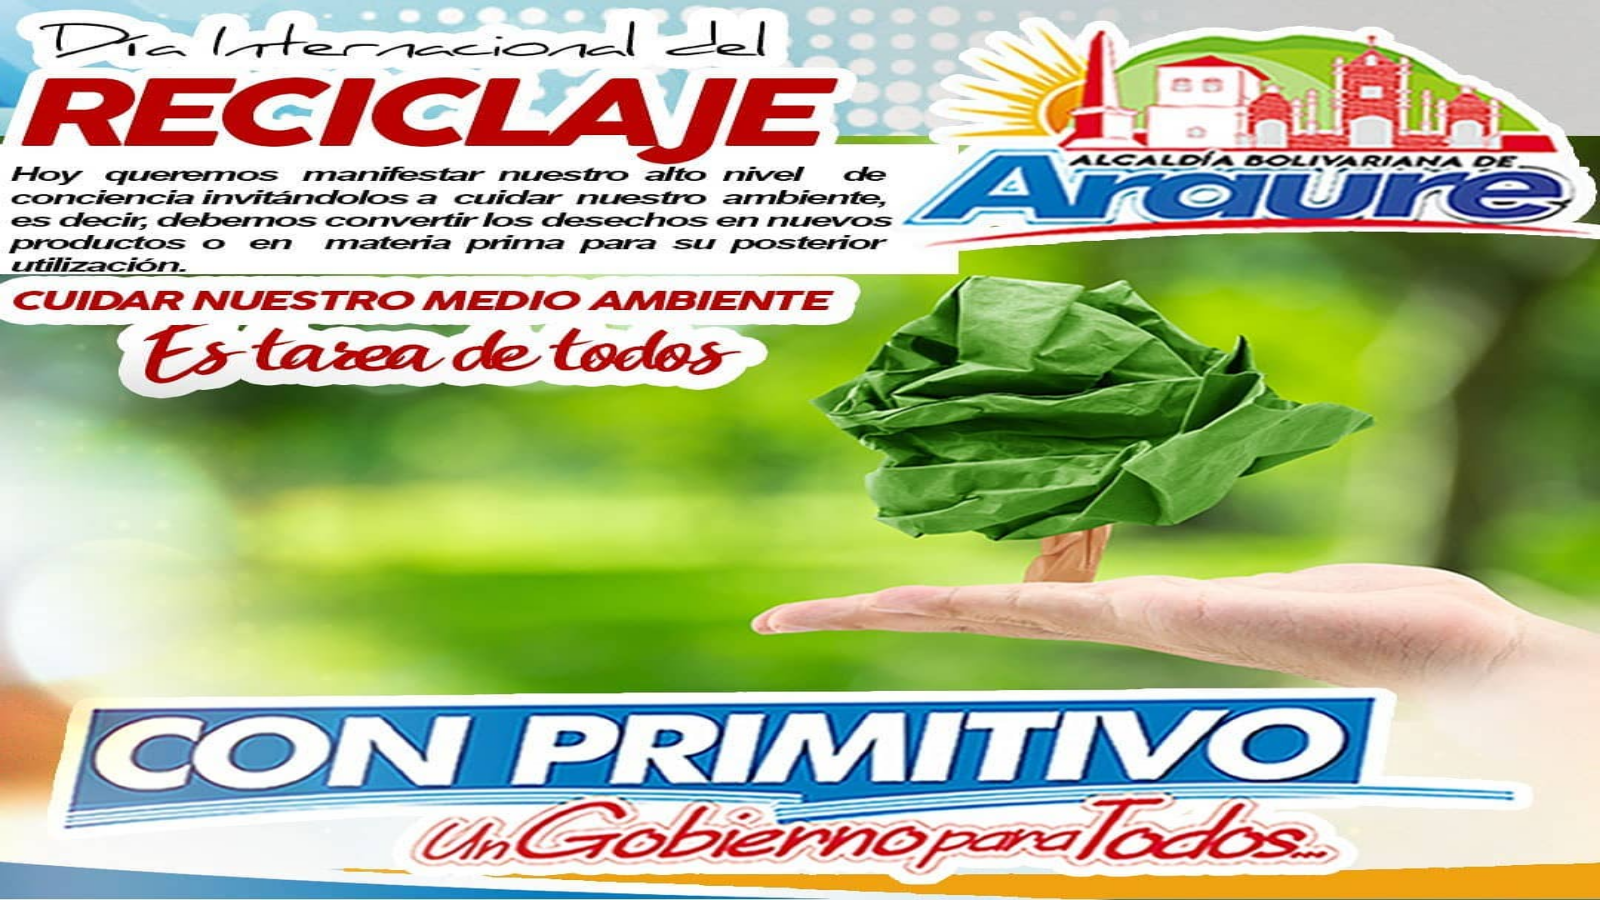 Día Internacional del
RECICLAJE
Hoy queremos manifestar nuestro alto nivel de
conciencia invitándolos a cuidar nuestro ambiente,
es decir, debemos convertir los desechos en nuevos
productos o en materia prima para su posterior
utilización.
CUIDAR NUESTRO MEDIO AMBIENTE
Es tarea de todos
ALCALDÍA BOLIVARIANA DE
Araure
CON PRIMITIVO
Un Gobierno para Todos...